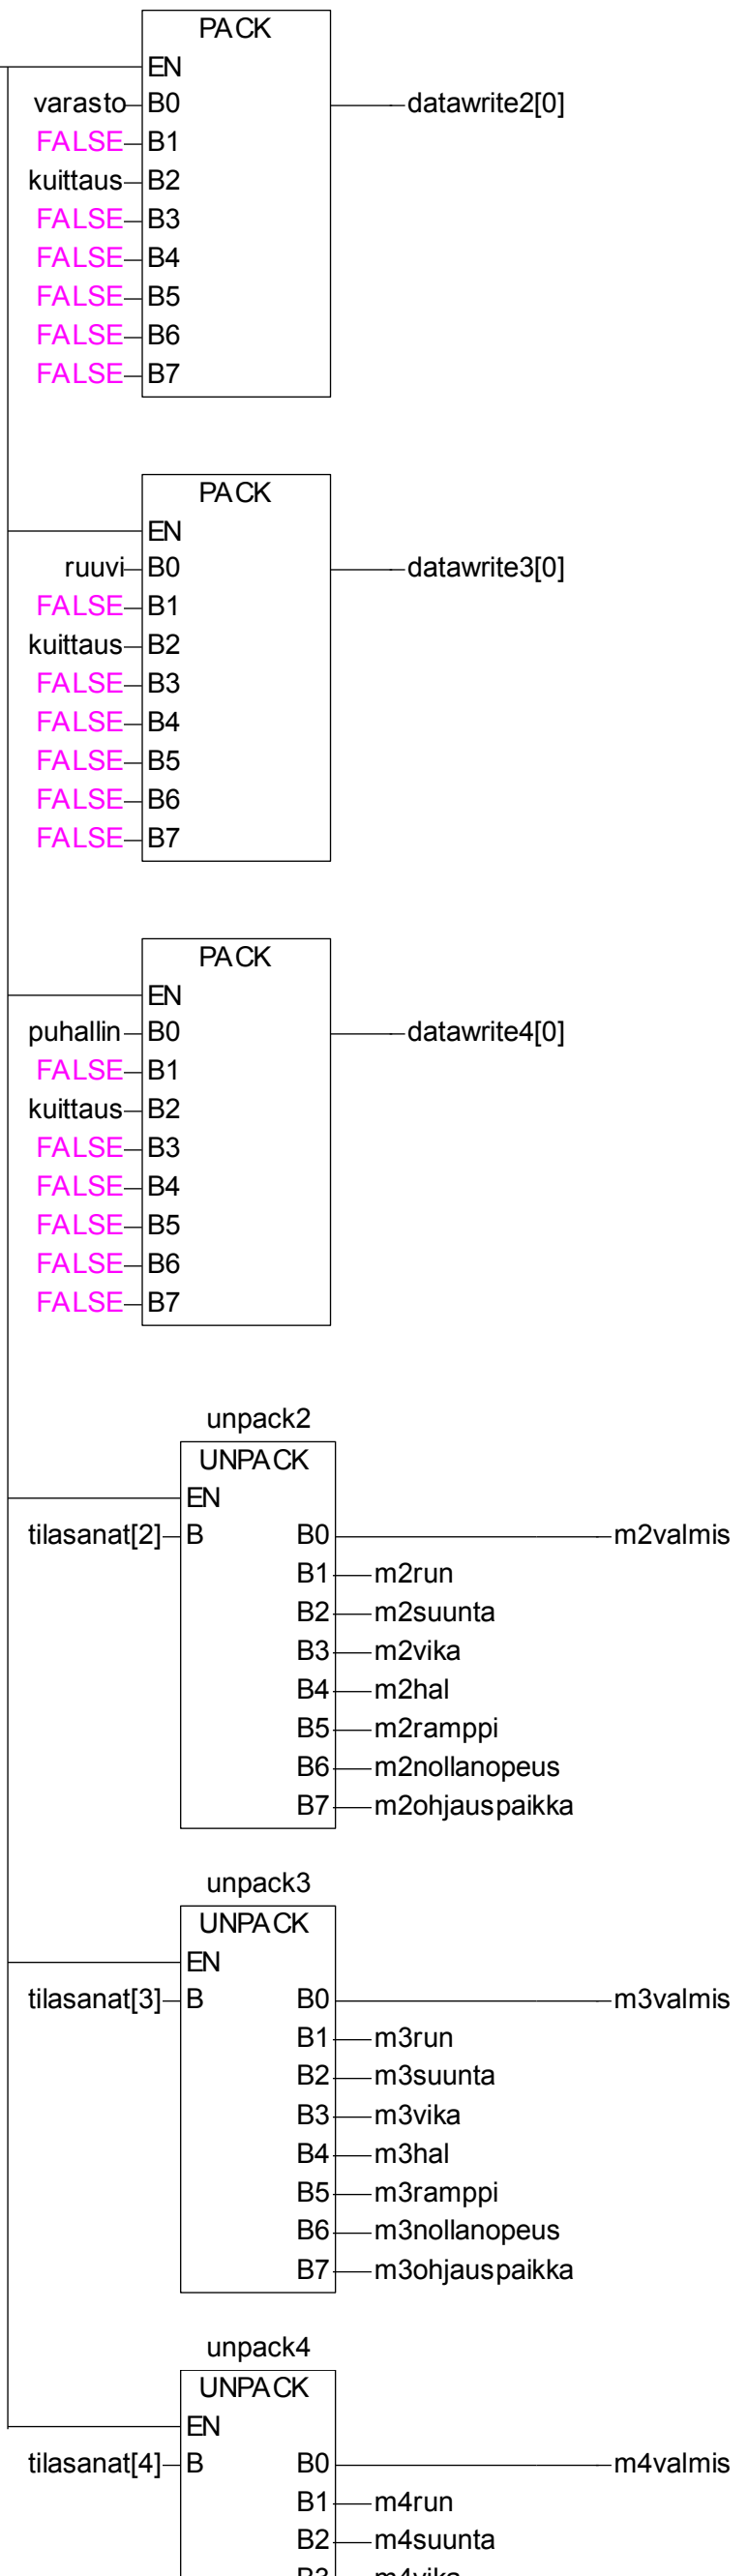 PACK
EN
varasto B0 datawrite2[0]
FALSE B1
kuittaus B2
FALSE B3
FALSE B4
FALSE B5
FALSE B6
FALSE B7
PACK
EN
ruuvi B0 datawrite3[0]
FALSE B1
kuittaus B2
FALSE B3
FALSE B4
FALSE B5
FALSE B6
FALSE B7
PACK
EN
puhallin B0 datawrite4[0]
FALSE B1
kuittaus B2
FALSE B3
FALSE B4
FALSE B5
FALSE B6
FALSE B7
unpack2
UNPACK
EN
tilasanat[2] B B0 m2valmis
B1 m2run
B2 m2suunta
B3 m2vika
B4 m2hal
B5 m2ramppi
B6 m2nollanopeus
B7 m2ohjauspaikka
unpack3
UNPACK
EN
tilasanat[3] B B0 m3valmis
B1 m3run
B2 m3suunta
B3 m3vika
B4 m3hal
B5 m3ramppi
B6 m3nollanopeus
B7 m3ohjauspaikka
unpack4
UNPACK
EN
tilasanat[4] B B0 m4valmis
B1 m4run
B2 m4suunta
B3 m4vika